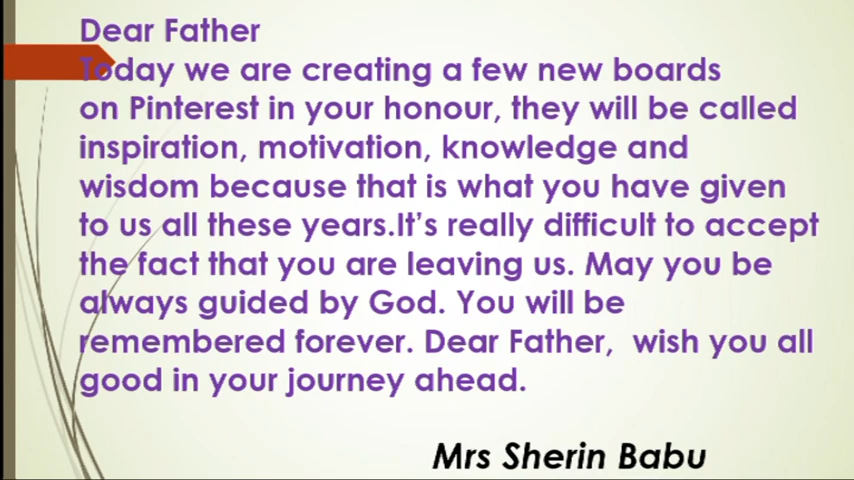 Dear Father
Today we are creating a few new boards
on Pinterest in your honour, they will be called
inspiration, motivation, knowledge and
wisdom because that is what you have given
to us all these years.It's really difficult to accept
the fact that you are leaving us. May you be
always guided by God. You will be
remembered forever. Dear Father,  wish you all
good in your journey ahead.
Mrs Sherin Babu